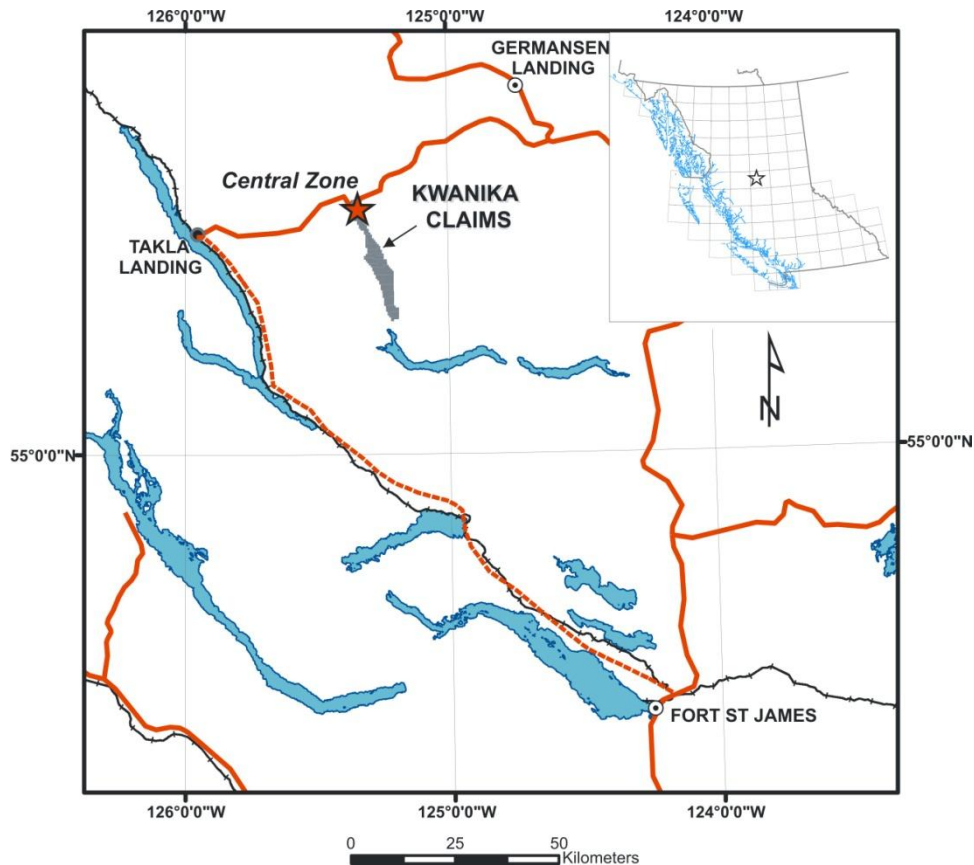 126°0'0"W
125°0'0"W
124°0'0"W
GERMANSEN
LANDING
Central Zone
KWANIKA
CLAIMS
TAKLA
LANDING
N
55°0'0"N
55°0'0"N
FORT ST JAMES
126°0'0"W
125°0'0"W
124°0'0"W
0
25
50
Kilometers